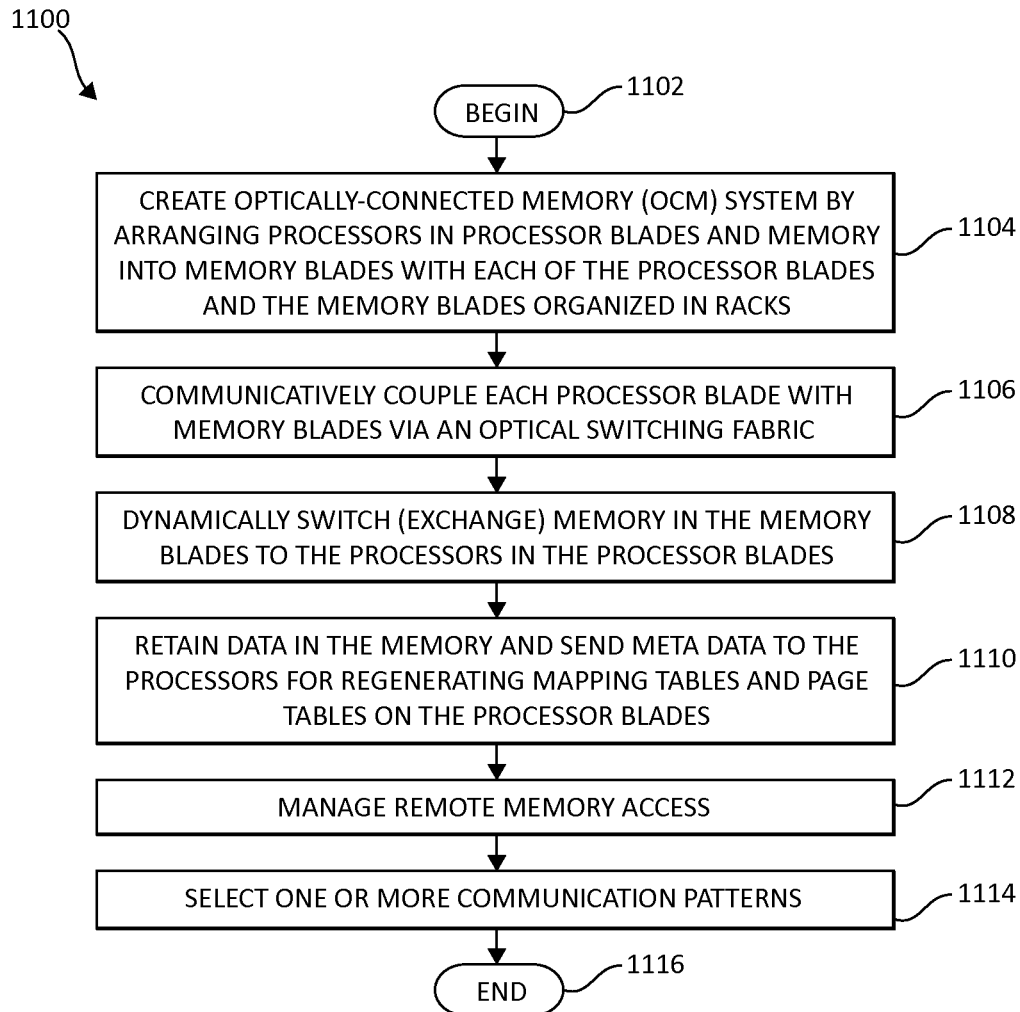 1100
BEGIN
1102
CREATE OPTICALLY-CONNECTED MEMORY (OCM) SYSTEM BY
ARRANGING PROCESSORS IN PROCESSOR BLADES AND MEMORY
INTO MEMORY BLADES WITH EACH OF THE PROCESSOR BLADES
AND THE MEMORY BLADES ORGANIZED IN RACKS
1104
COMMUNICATIVELY COUPLE EACH PROCESSOR BLADE WITH
MEMORY BLADES VIA AN OPTICAL SWITCHING FABRIC
1106
DYNAMICALLY SWITCH (EXCHANGE) MEMORY IN THE MEMORY
BLADES TO THE PROCESSORS IN THE PROCESSOR BLADES
1108
RETAIN DATA IN THE MEMORY AND SEND META DATA TO THE
PROCESSORS FOR REGENERATING MAPPING TABLES AND PAGE
TABLES ON THE PROCESSOR BLADES
1110
MANAGE REMOTE MEMORY ACCESS
1112
SELECT ONE OR MORE COMMUNICATION PATTERNS
1114
END
1116